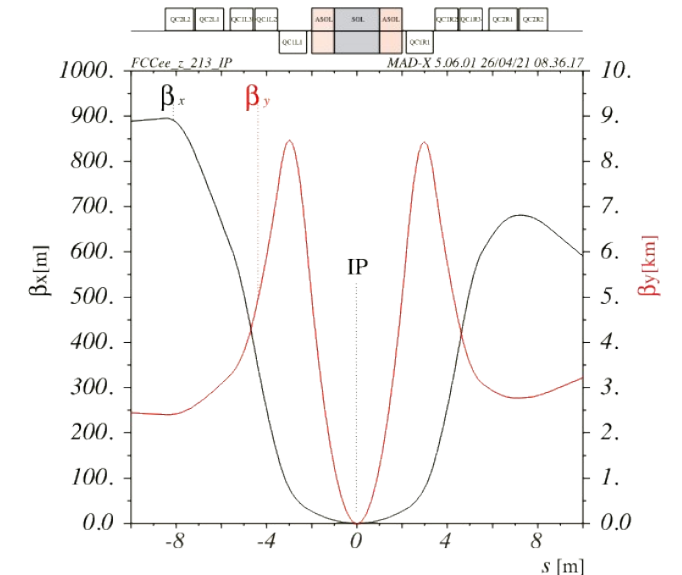 QC2L2 QC2L1 QC1L3 QC1L2 ASOL SOL ASOL QC1R2 QC1R3 QC2R1 QC2R2
QC1L1 QC1R1
FCCee_z_213_IP MAD-X 5.06.01 26/04/21 08.36.17
1000. 10.
βx βy
900. 9.
800. 8.
700. 7.
600. 6.
IP
βx[m] βy[km]
500. 5.
400. 4.
300. 3.
200. 2.
100. 1.
0.0 0.0
-8 -4 0 4 8
s [m]